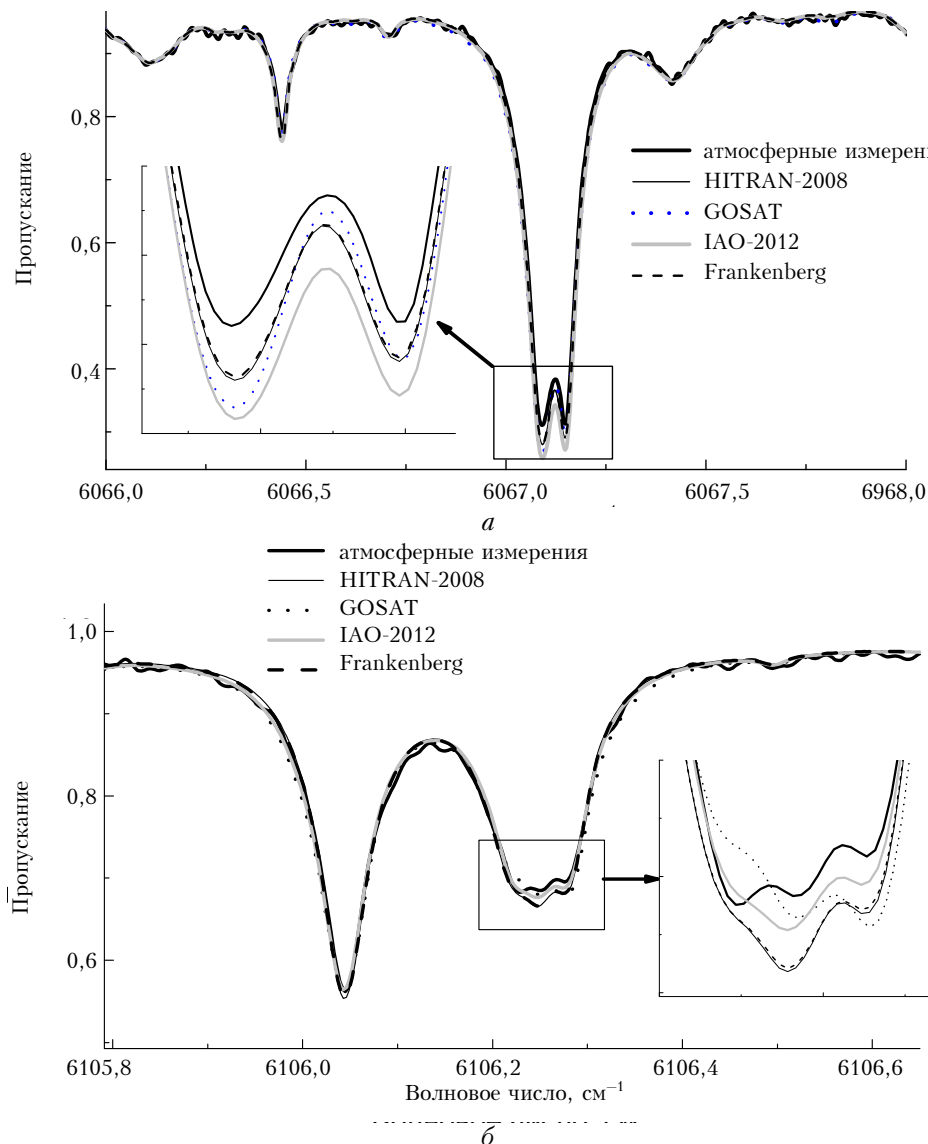 0,8
0,6
0,4
Пропускание
атмосферные измерени
HITRAN-2008
GOSAT
IAO-2012
Frankenberg
6066,0 6066,5 6067,0 6067,5 6968,0
а
атмосферные измерения
HITRAN-2008
GOSAT
IAO-2012
Frankenberg
1,0
0,8
0,6
Пропускание
6105,8 6106,0 6106,2 6106,4 6106,6
Волновое число, см⁻¹
б